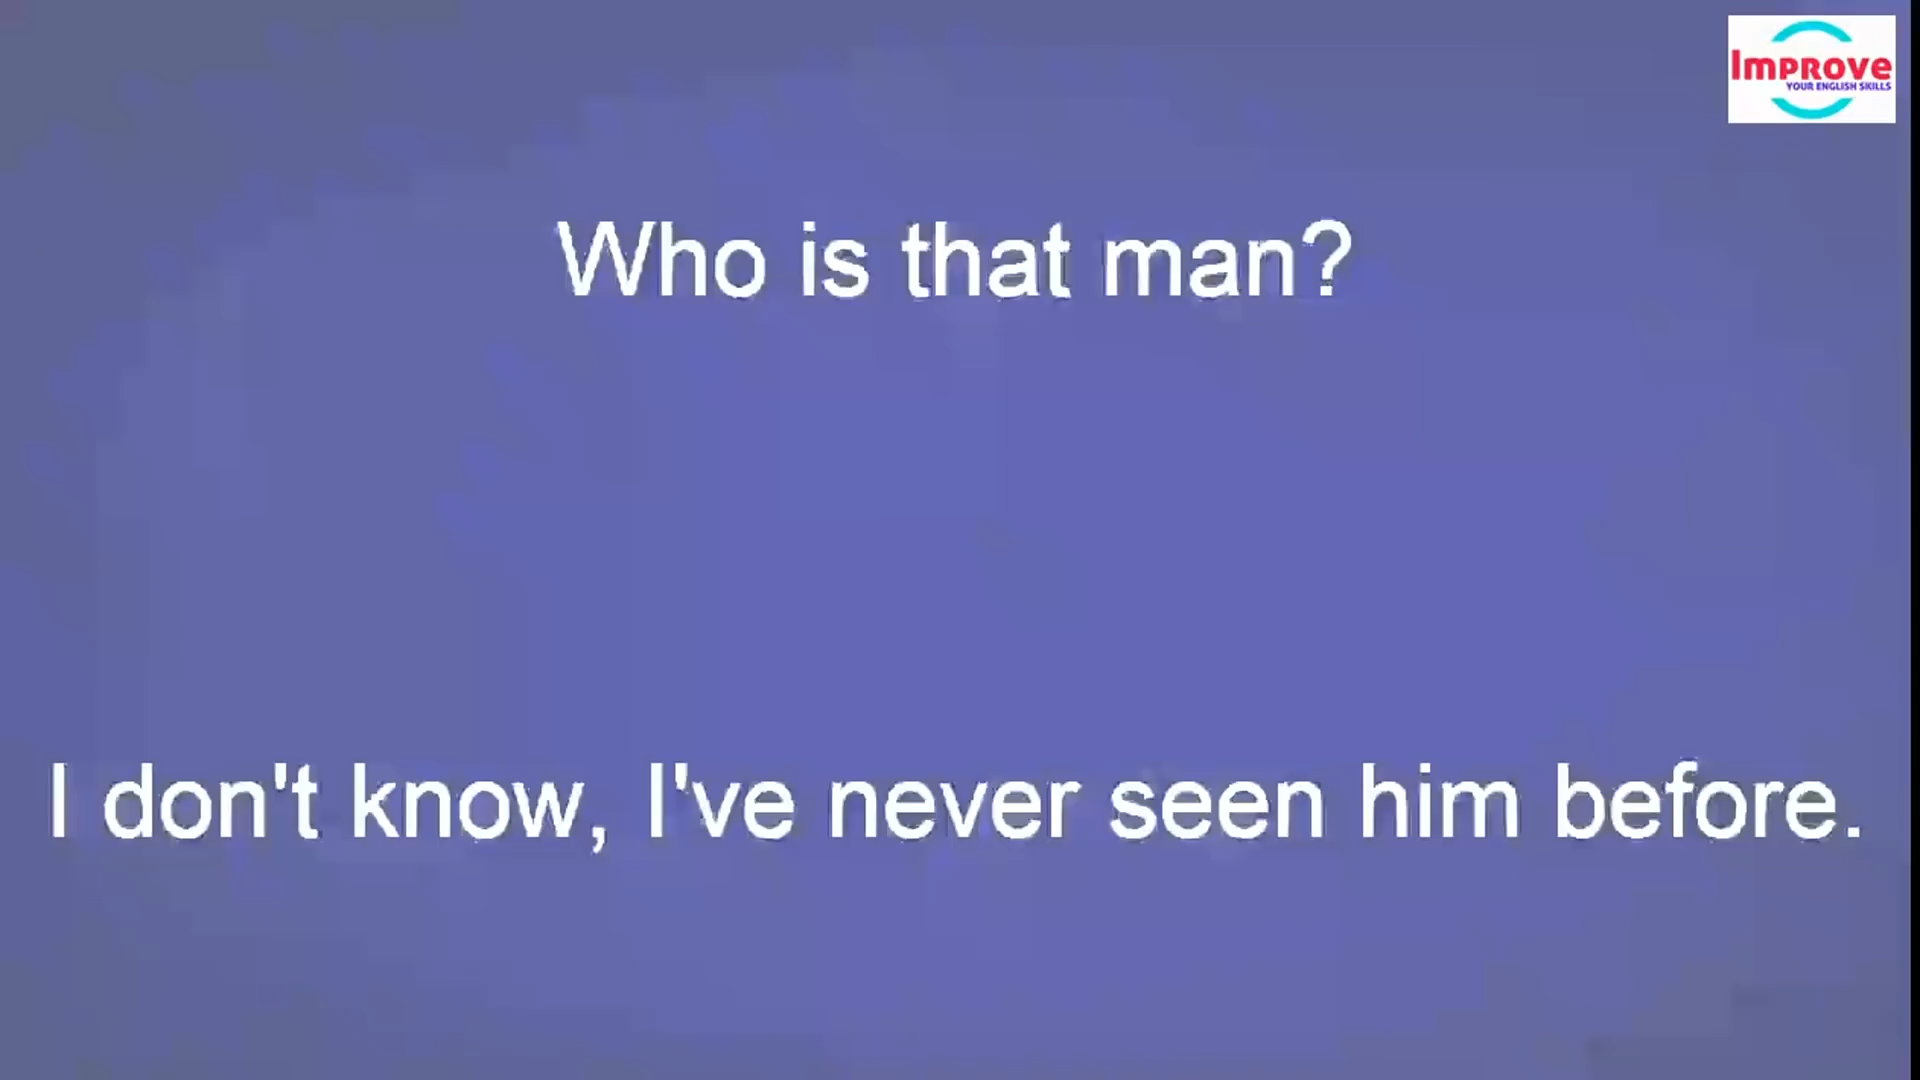 Improve
YOUR ENGLISH SKILLS
Who is that man?
I don't know, I've never seen him before.